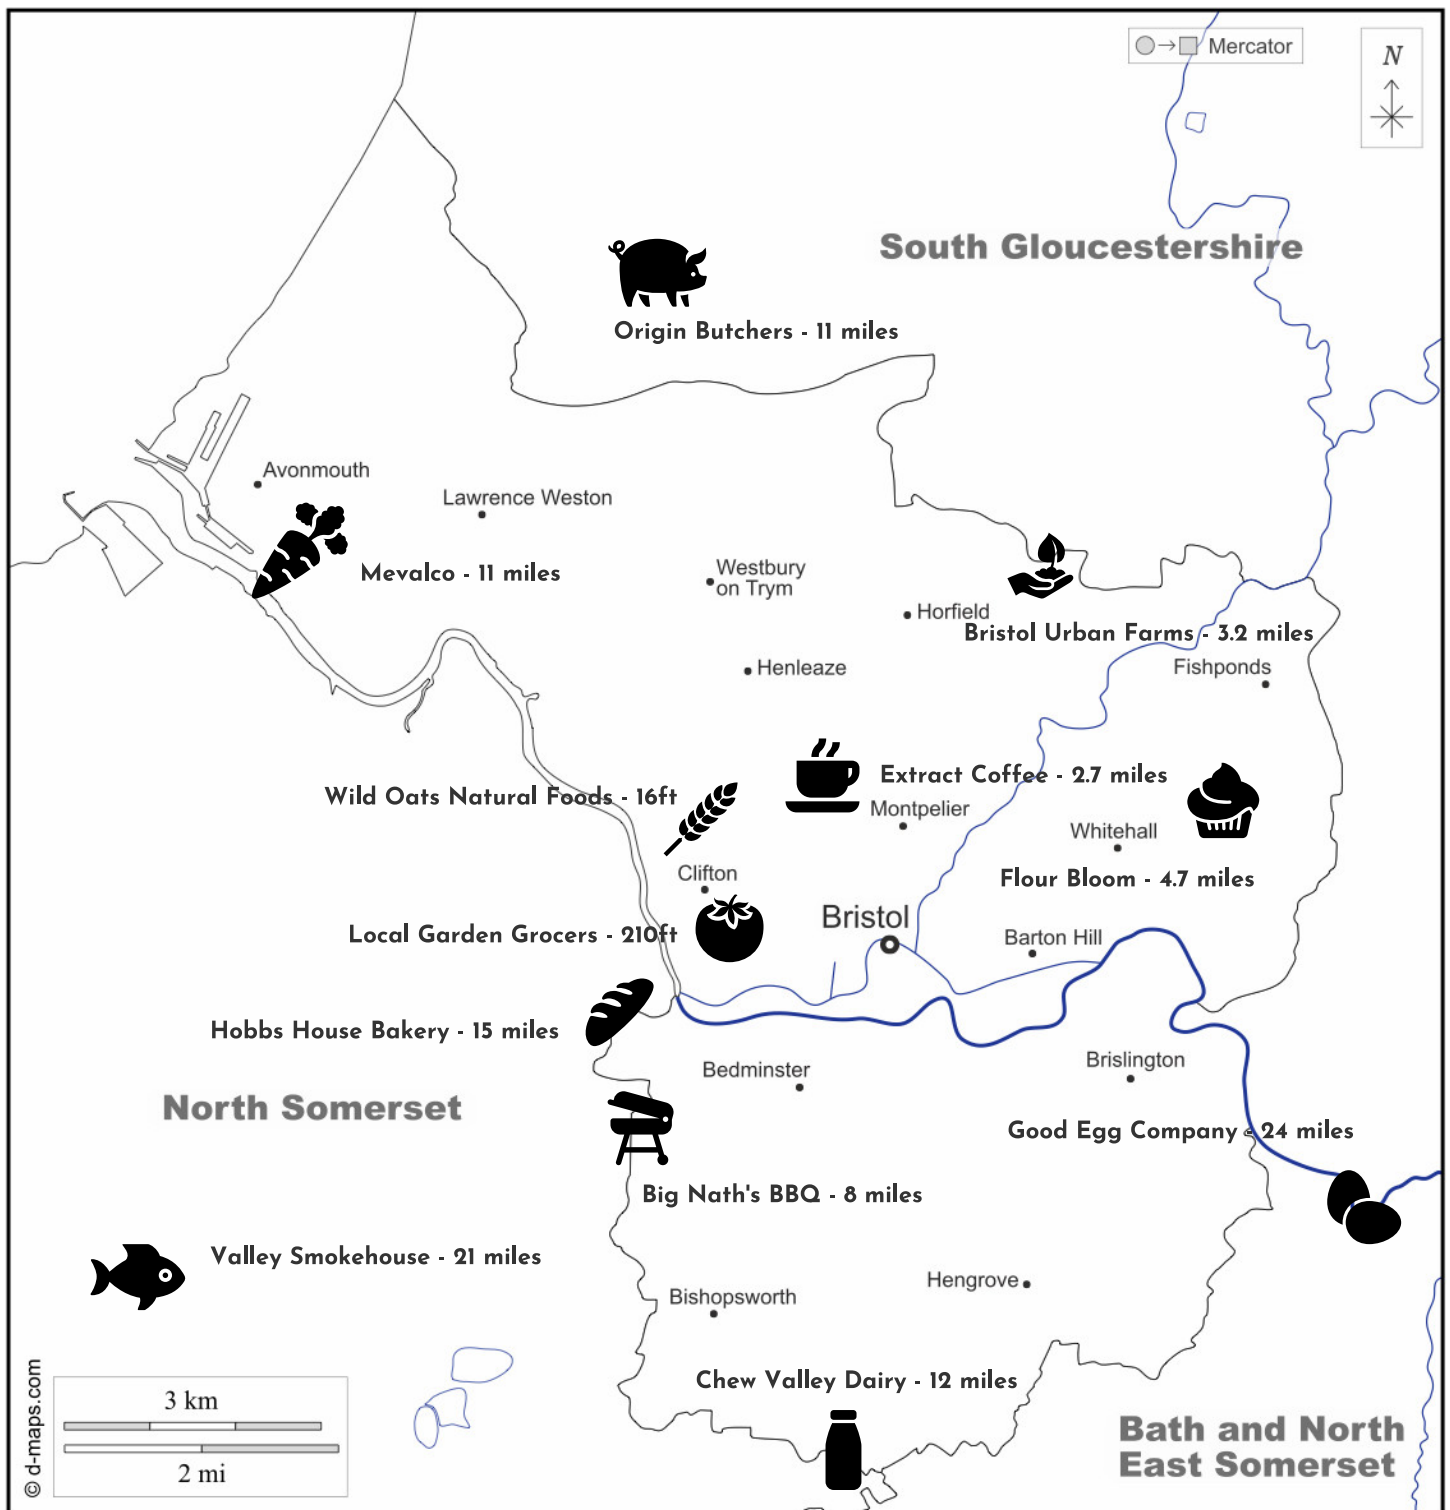 Mercator
N
South Gloucestershire
Origin Butchers - 11 miles
Avonmouth
Lawrence Weston
Mevalco - 11 miles
Westbury
on Trym
Horfield
Bristol Urban Farms - 3.2 miles
Henleaze
Fishponds
Extract Coffee - 2.7 miles
Wild Oats Natural Foods - 16ft
Montpelier
Whitehall
Clifton
Flour Bloom - 4.7 miles
Bristol
Local Garden Grocers - 210ft
Barton Hill
Hobbs House Bakery - 15 miles
Bedminster
Brislington
North Somerset
Good Egg Company - 24 miles
Big Nath's BBQ - 8 miles
Valley Smokehouse - 21 miles
Hengrove
Bishopsworth
Chew Valley Dairy - 12 miles
© d-maps.com
3 km
2 mi
Bath and North
East Somerset